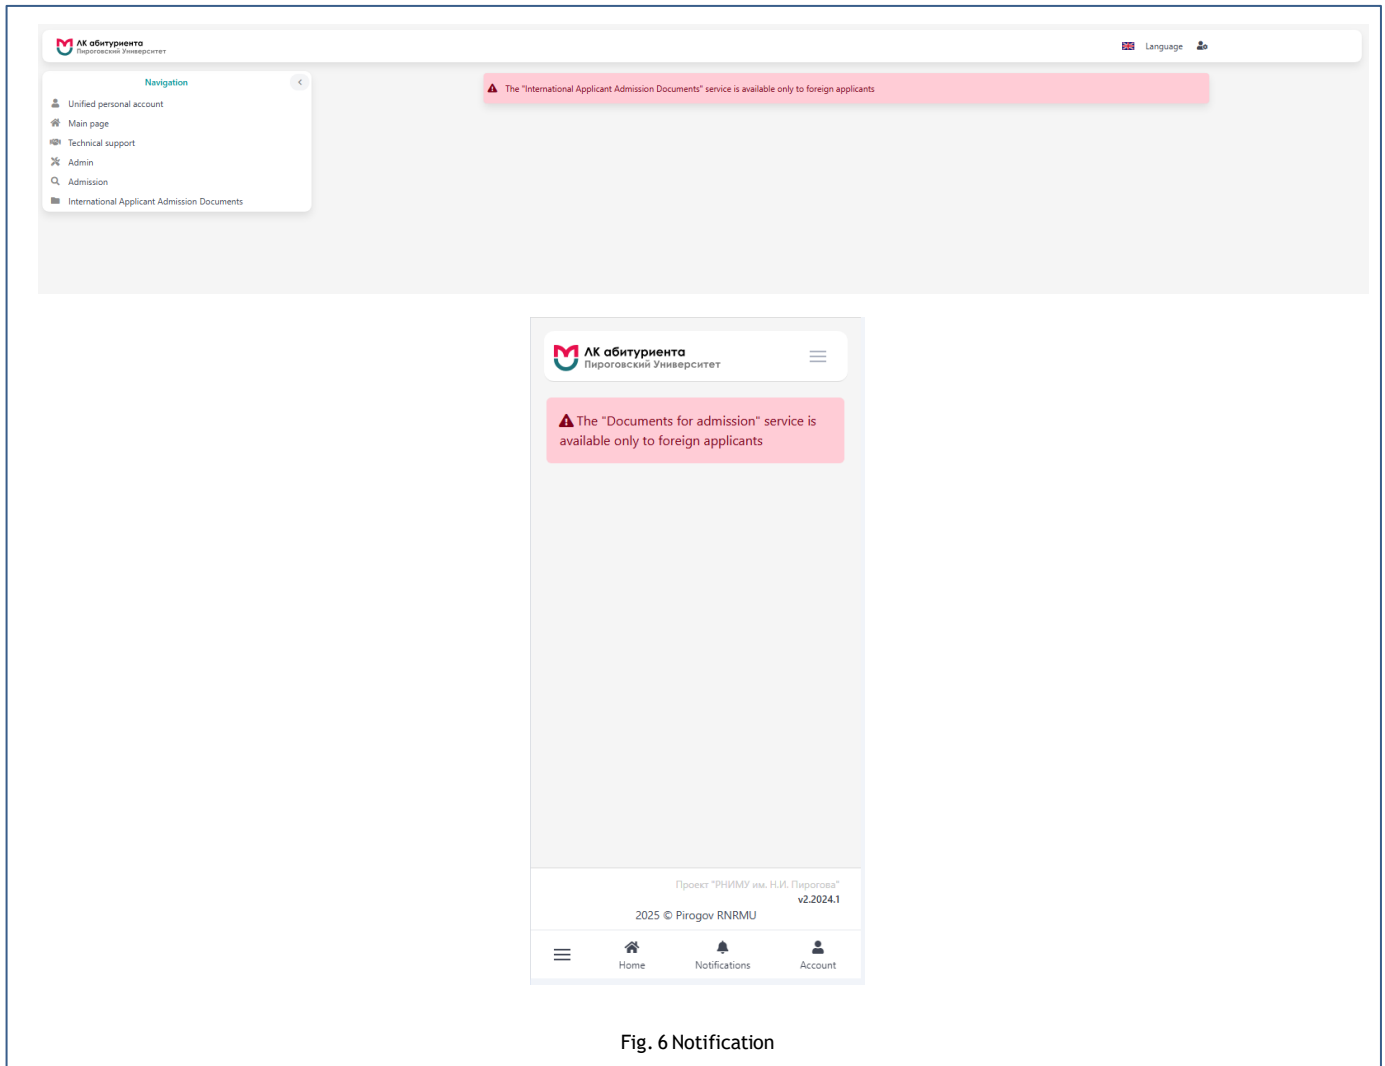 ЛК абитуриента
Пироговский Университет
Language
Navigation
Unified personal account
Main page
Technical support
Admin
Admission
International Applicant Admission Documents
The "International Applicant Admission Documents" service is available only to foreign applicants
ЛК абитуриента
Пироговский Университет
The "Documents for admission" service is
available only to foreign applicants
Проект "РНИМУ им. Н.И. Пирогова"
v2.2024.1
2025 © Pirogov RNRMU
Home
Notifications
Account
Fig. 6 Notification